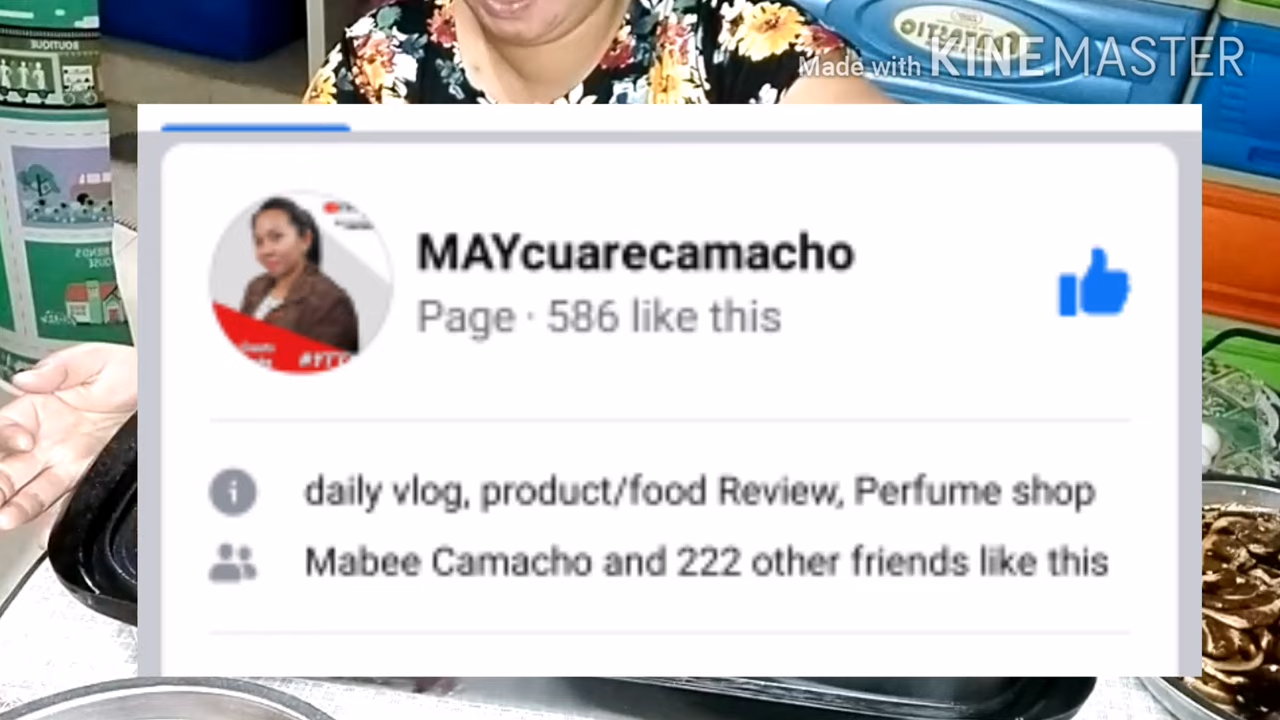 Made with KINEMASTER
MAYcuarecamacho
Page · 586 like this
daily vlog, product/food Review, Perfume shop
Mabee Camacho and 222 other friends like this